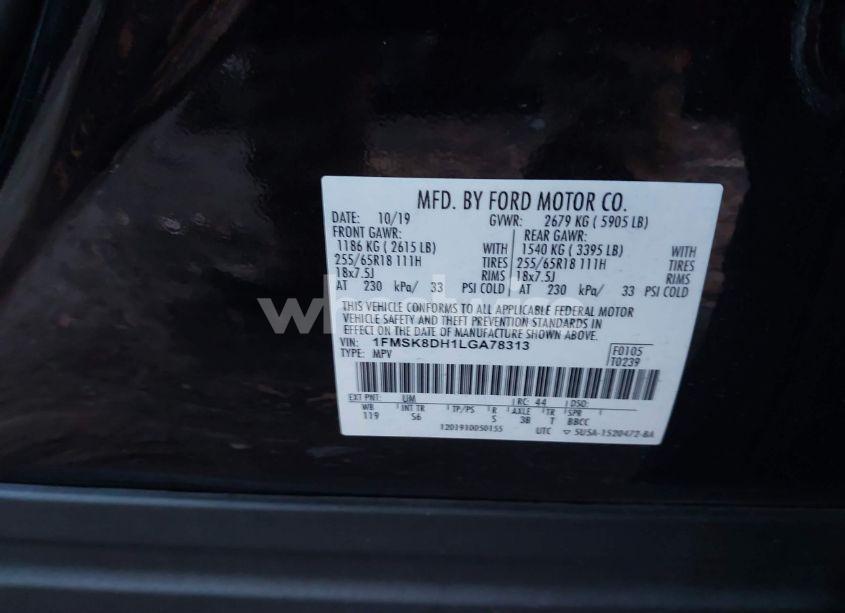 MFD. BY FORD MOTOR CO.
DATE: 10/19 GVWR: 2679 KG ( 5905 LB)
FRONT GAWR: REAR GAWR:
1186 KG ( 2615 LB) WITH 1540 KG ( 3395 LB) WITH
255/65R18 111H TIRES 255/65R18 111H TIRES
18x7.5J RIMS 18x7.5J RIMS
AT 230 kPa/ 33 PSI COLD AT 230 kPa/ 33 PSI COLD
THIS VEHICLE CONFORMS TO ALL APPLICABLE FEDERAL MOTOR
VEHICLE SAFETY AND THEFT PREVENTION STANDARDS IN
EFFECT ON THE DATE OF MANUFACTURE SHOWN ABOVE.
VIN: 1FMSK8DH1LGA78313 F0105
TYPE: MPV T0239
EXT PNT: UM RC: 44 DSO:
WB INT TR TP/PS R AXLE TR SPR
119 S6 S 3B T BBCC
1201910050155 UTC ▽ 5U5A-1520472-BA